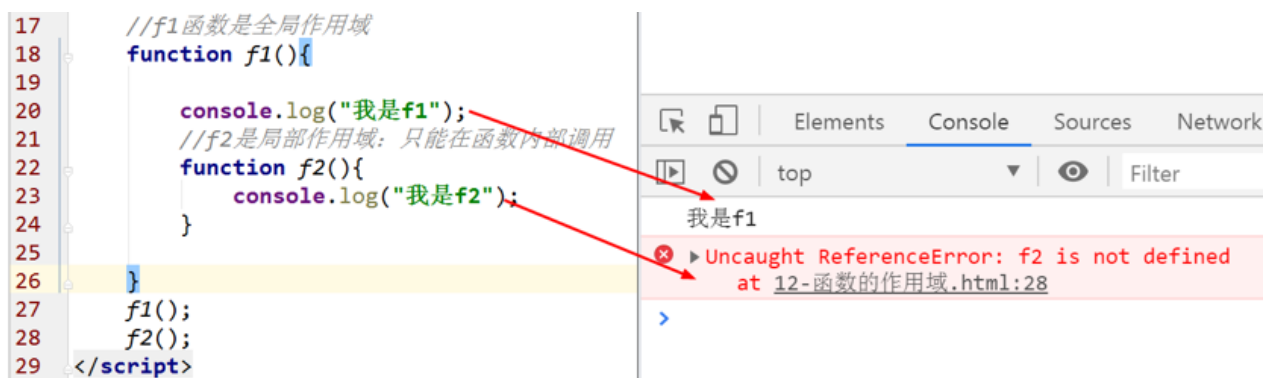 17 //f1函数是全局作用域
18 function f1(){
19
20 console.log("我是f1");
21 //f2是局部作用域: 只能在函数内部调用
22 function f2(){
23 console.log("我是f2");
24 }
25
26 }
27 f1();
28 f2();
29 </script>
Elements Console Sources Network
top Filter
我是f1
Uncaught ReferenceError: f2 is not defined
at 12-函数的作用域.html:28